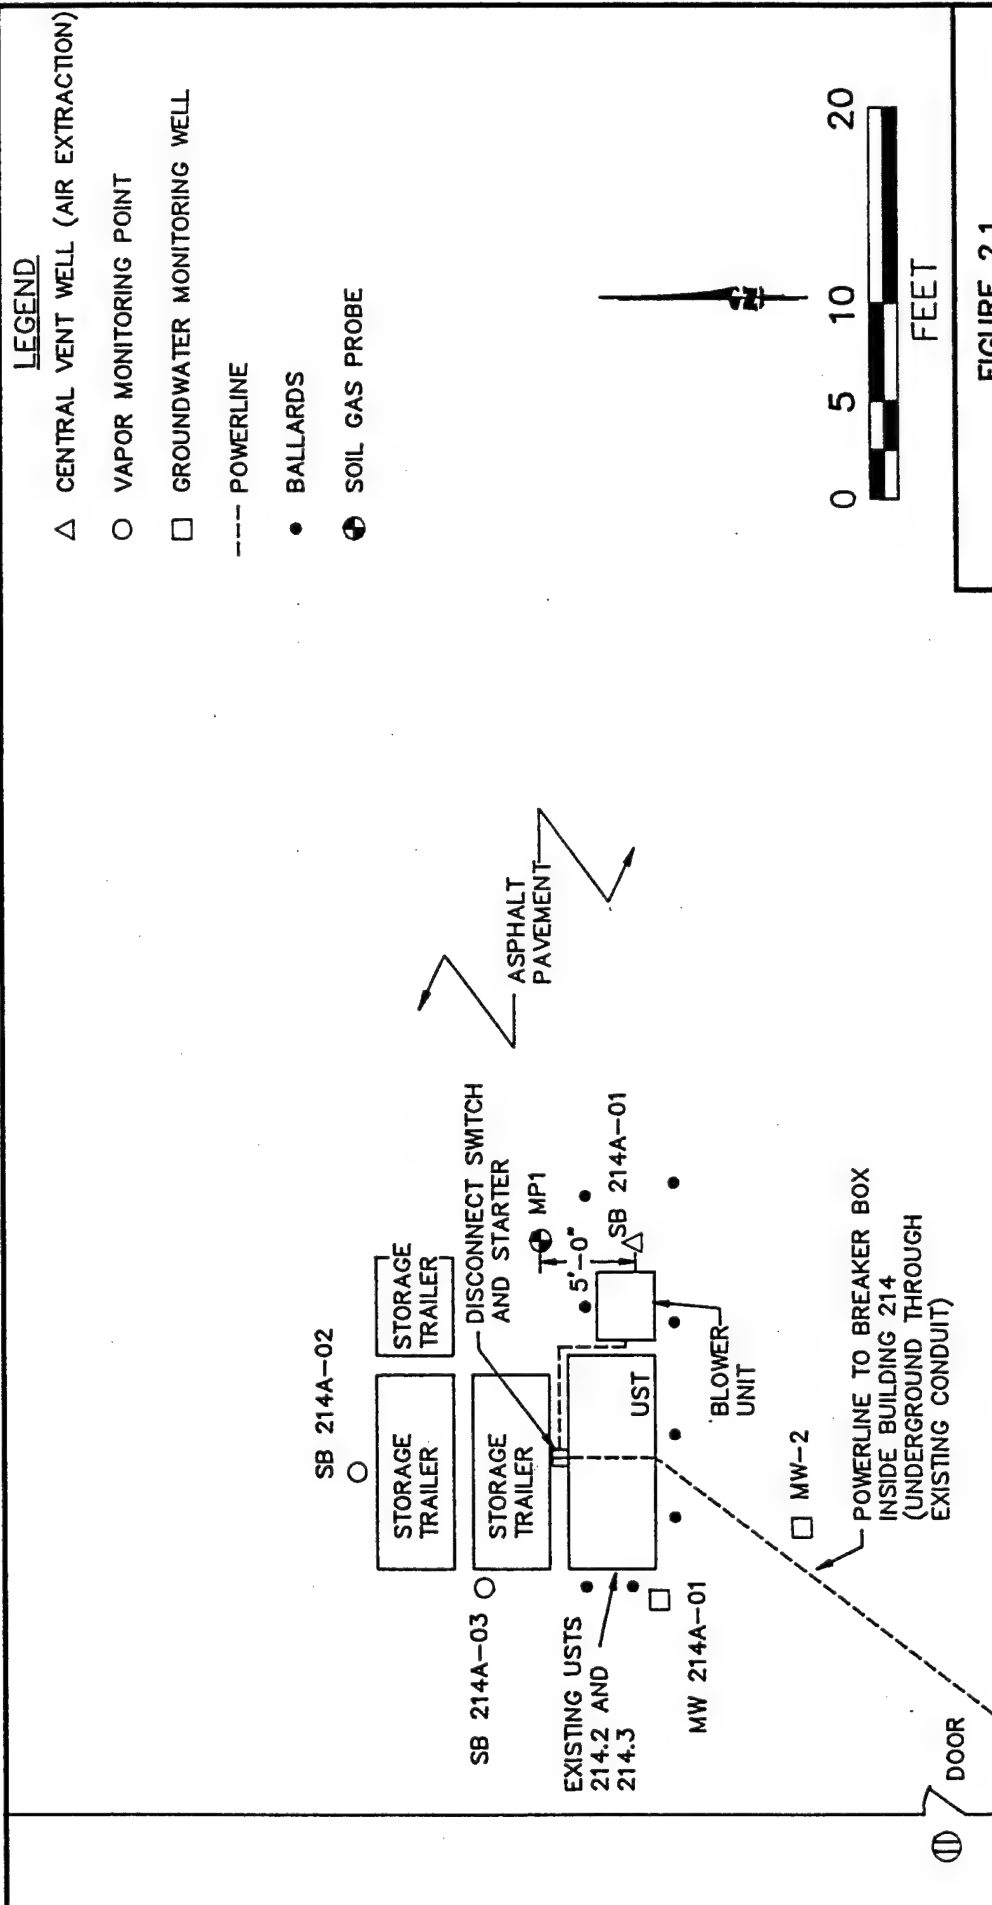 LEGEND
CENTRAL VENT WELL (AIR EXTRACTION)
VAPOR MONITORING POINT
GROUNDWATER MONITORING WELL
POWERLINE
BALLARDS
SOIL GAS PROBE
N
0 5 10 20
FEET
FIGURE 2.1
ASPHALT
PAVEMENT
SB 214A-02
STORAGE
TRAILER
STORAGE
TRAILER
DISCONNECT SWITCH
AND STARTER
SB 214A-03
STORAGE
TRAILER
MP1
5'-0"
SB 214A-01
UST
BLOWER
UNIT
EXISTING USTS
214.2 AND
214.3
MW 214A-01
MW-2
POWERLINE TO BREAKER BOX
INSIDE BUILDING 214
(UNDERGROUND THROUGH
EXISTING CONDUIT)
DOOR